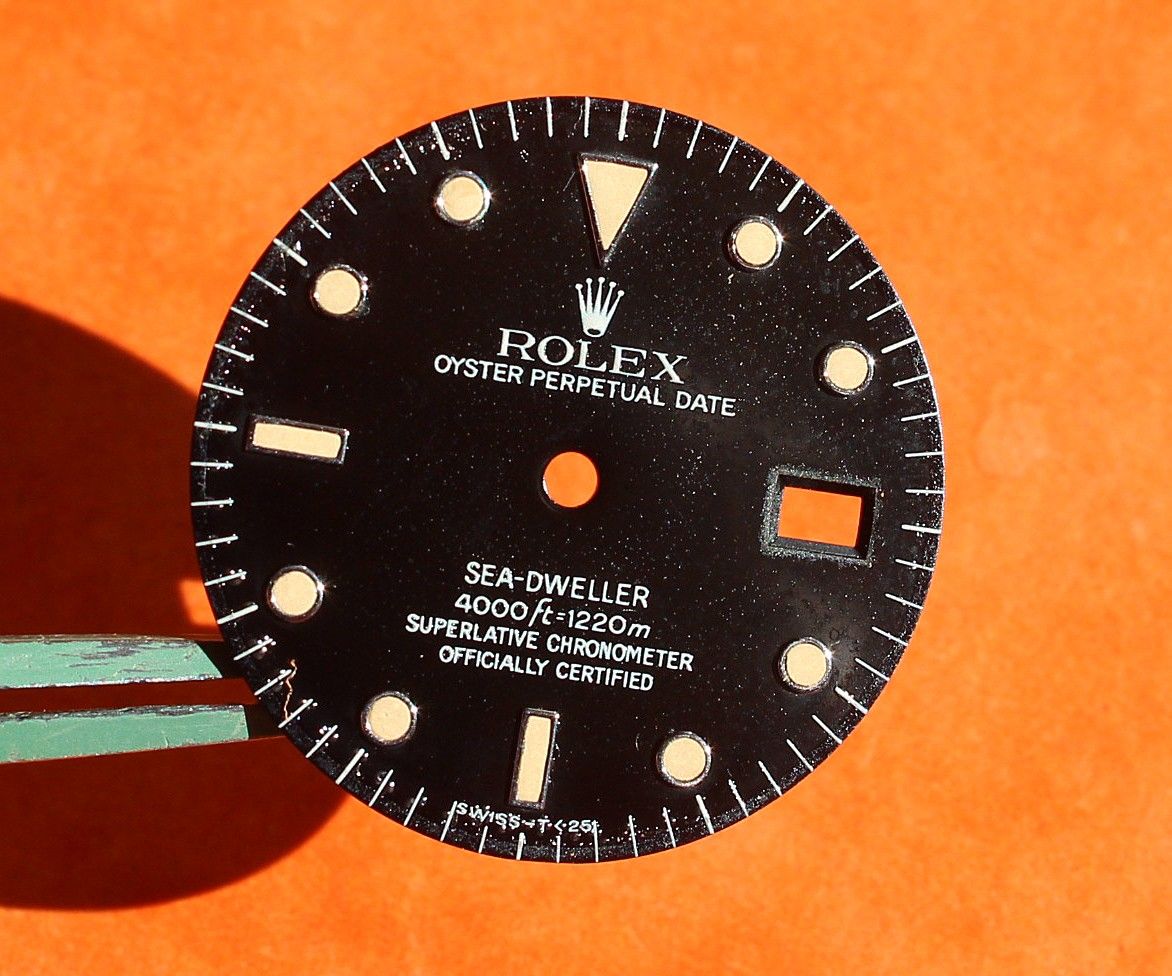 ROLEX
OYSTER PERPETUAL DATE
SEA-DWELLER
4000ft=1220m
SUPERLATIVE CHRONOMETER
OFFICIALLY CERTIFIED
SWISS-T<25